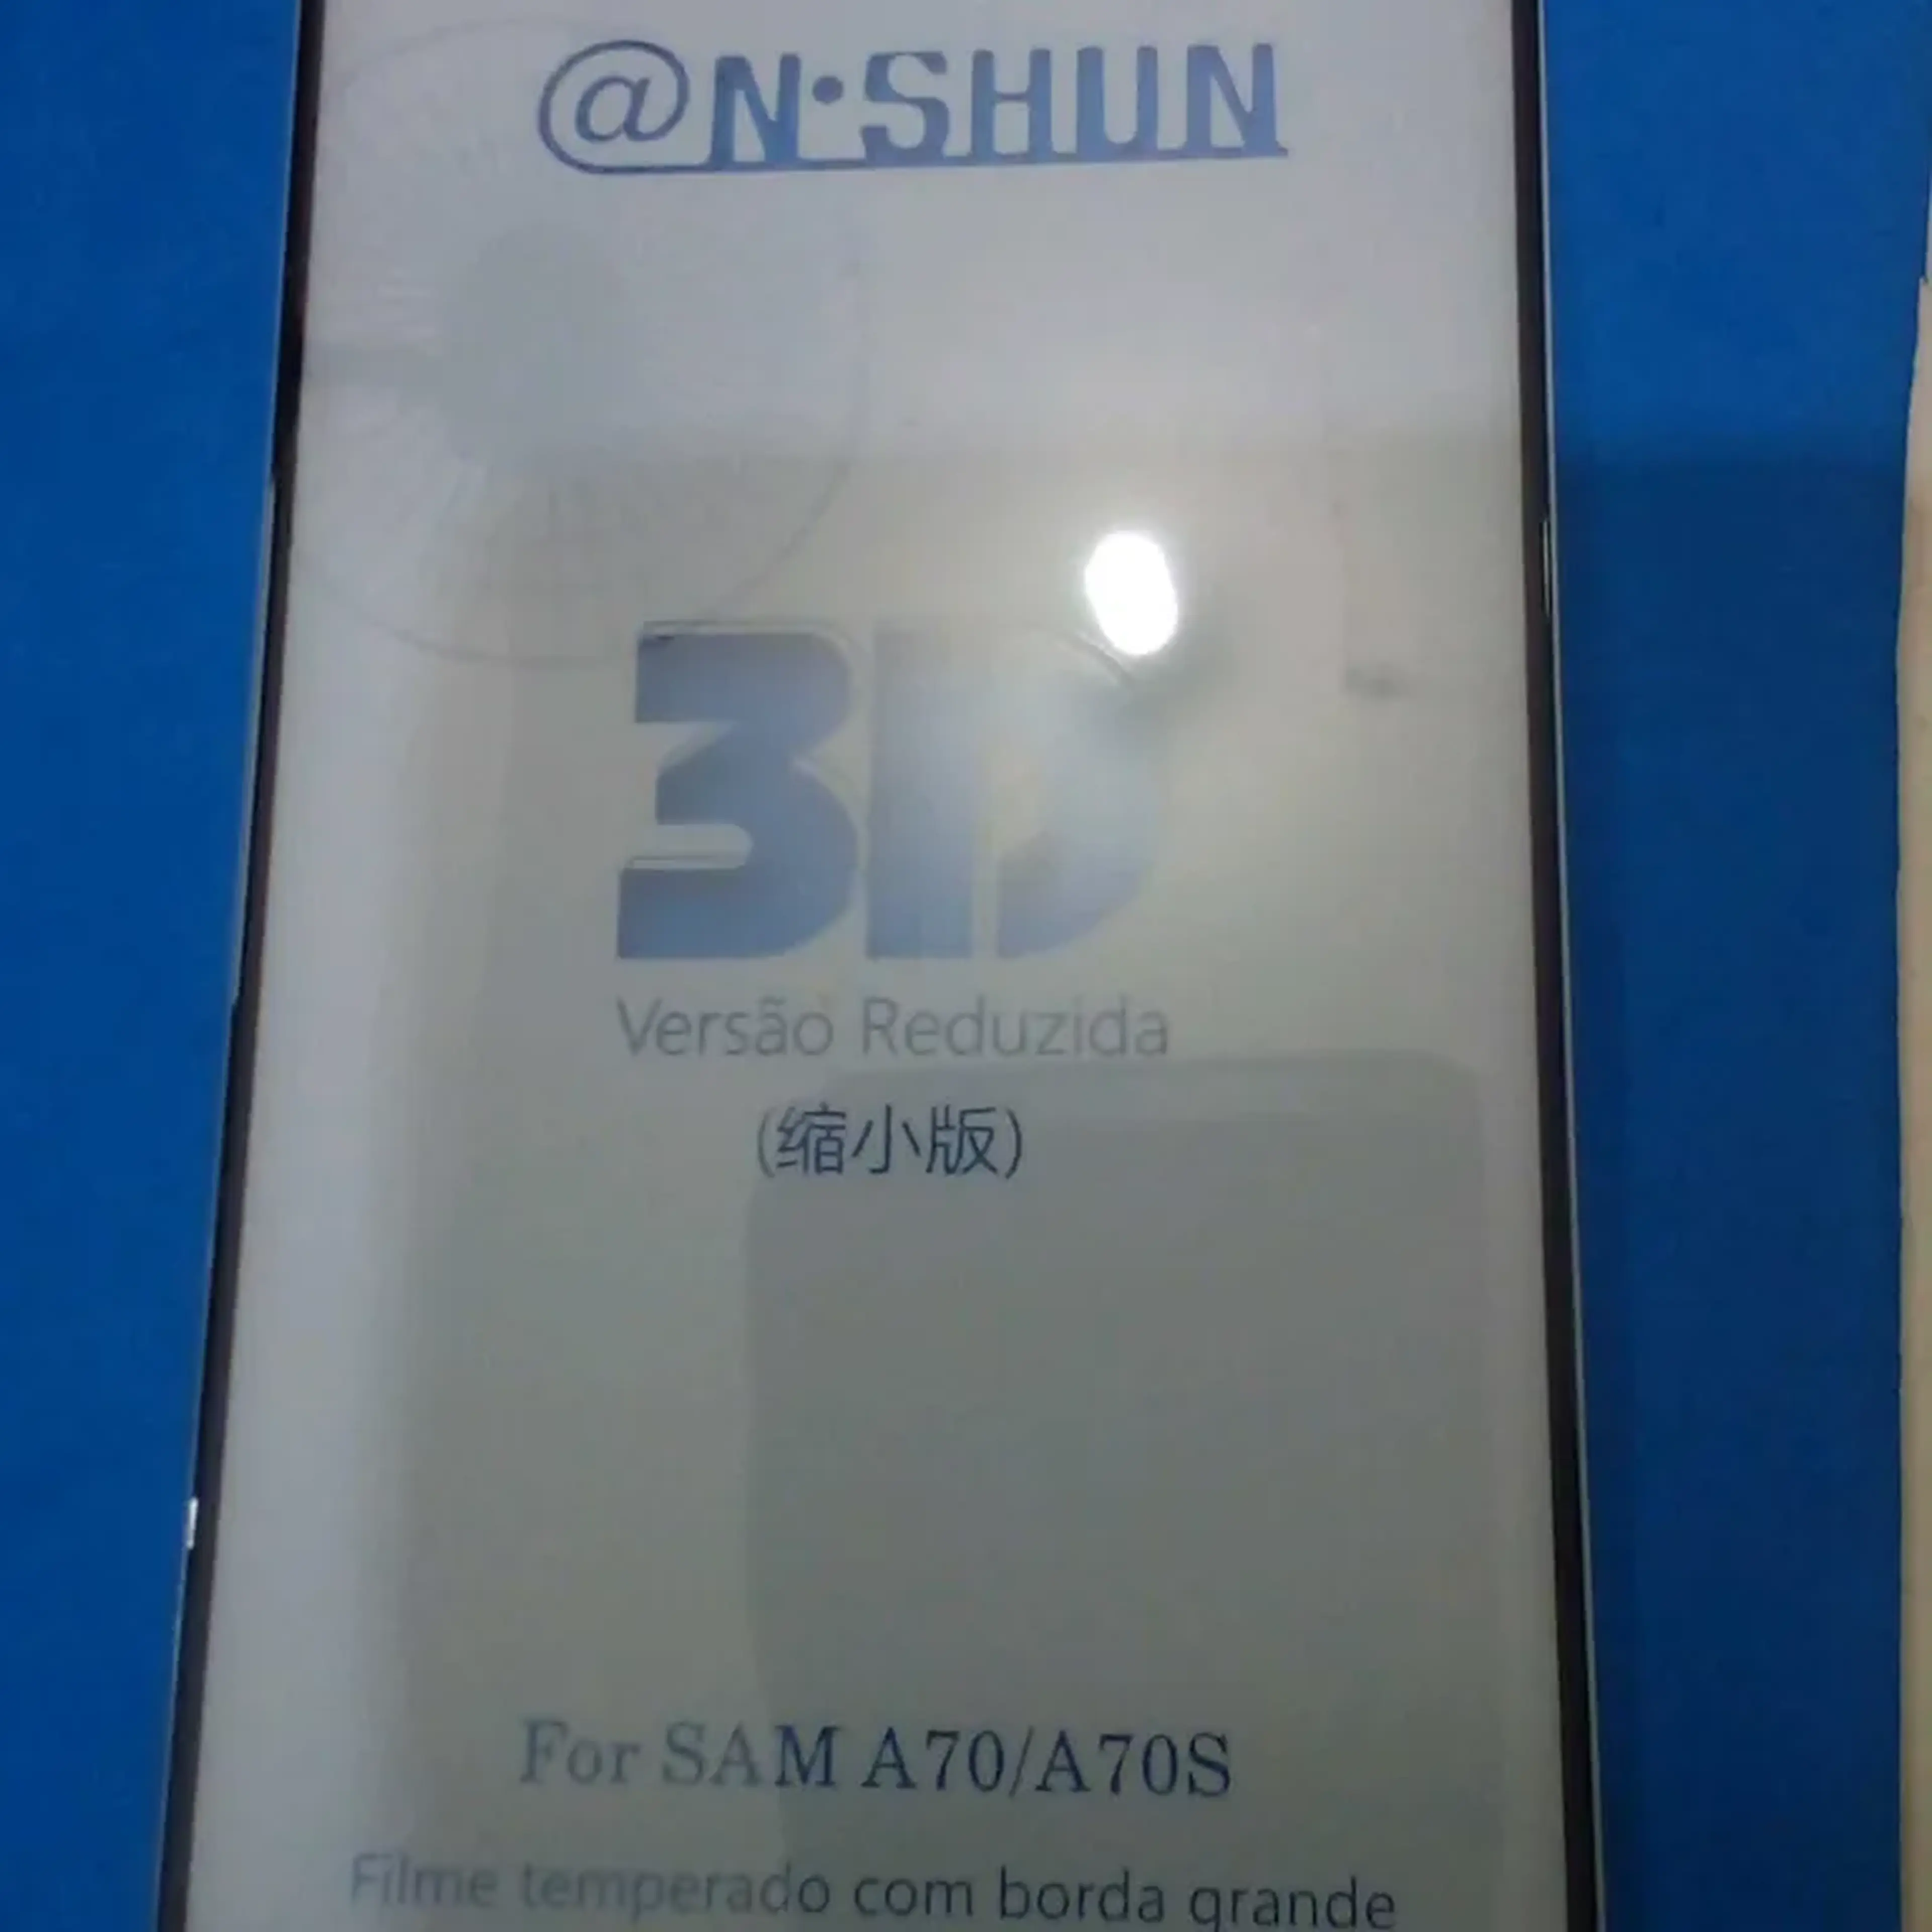 @N·SHUN
3D
Versão Reduzida
(缩小版)
For SAM A70/A70S
Filme temperado com borda grande